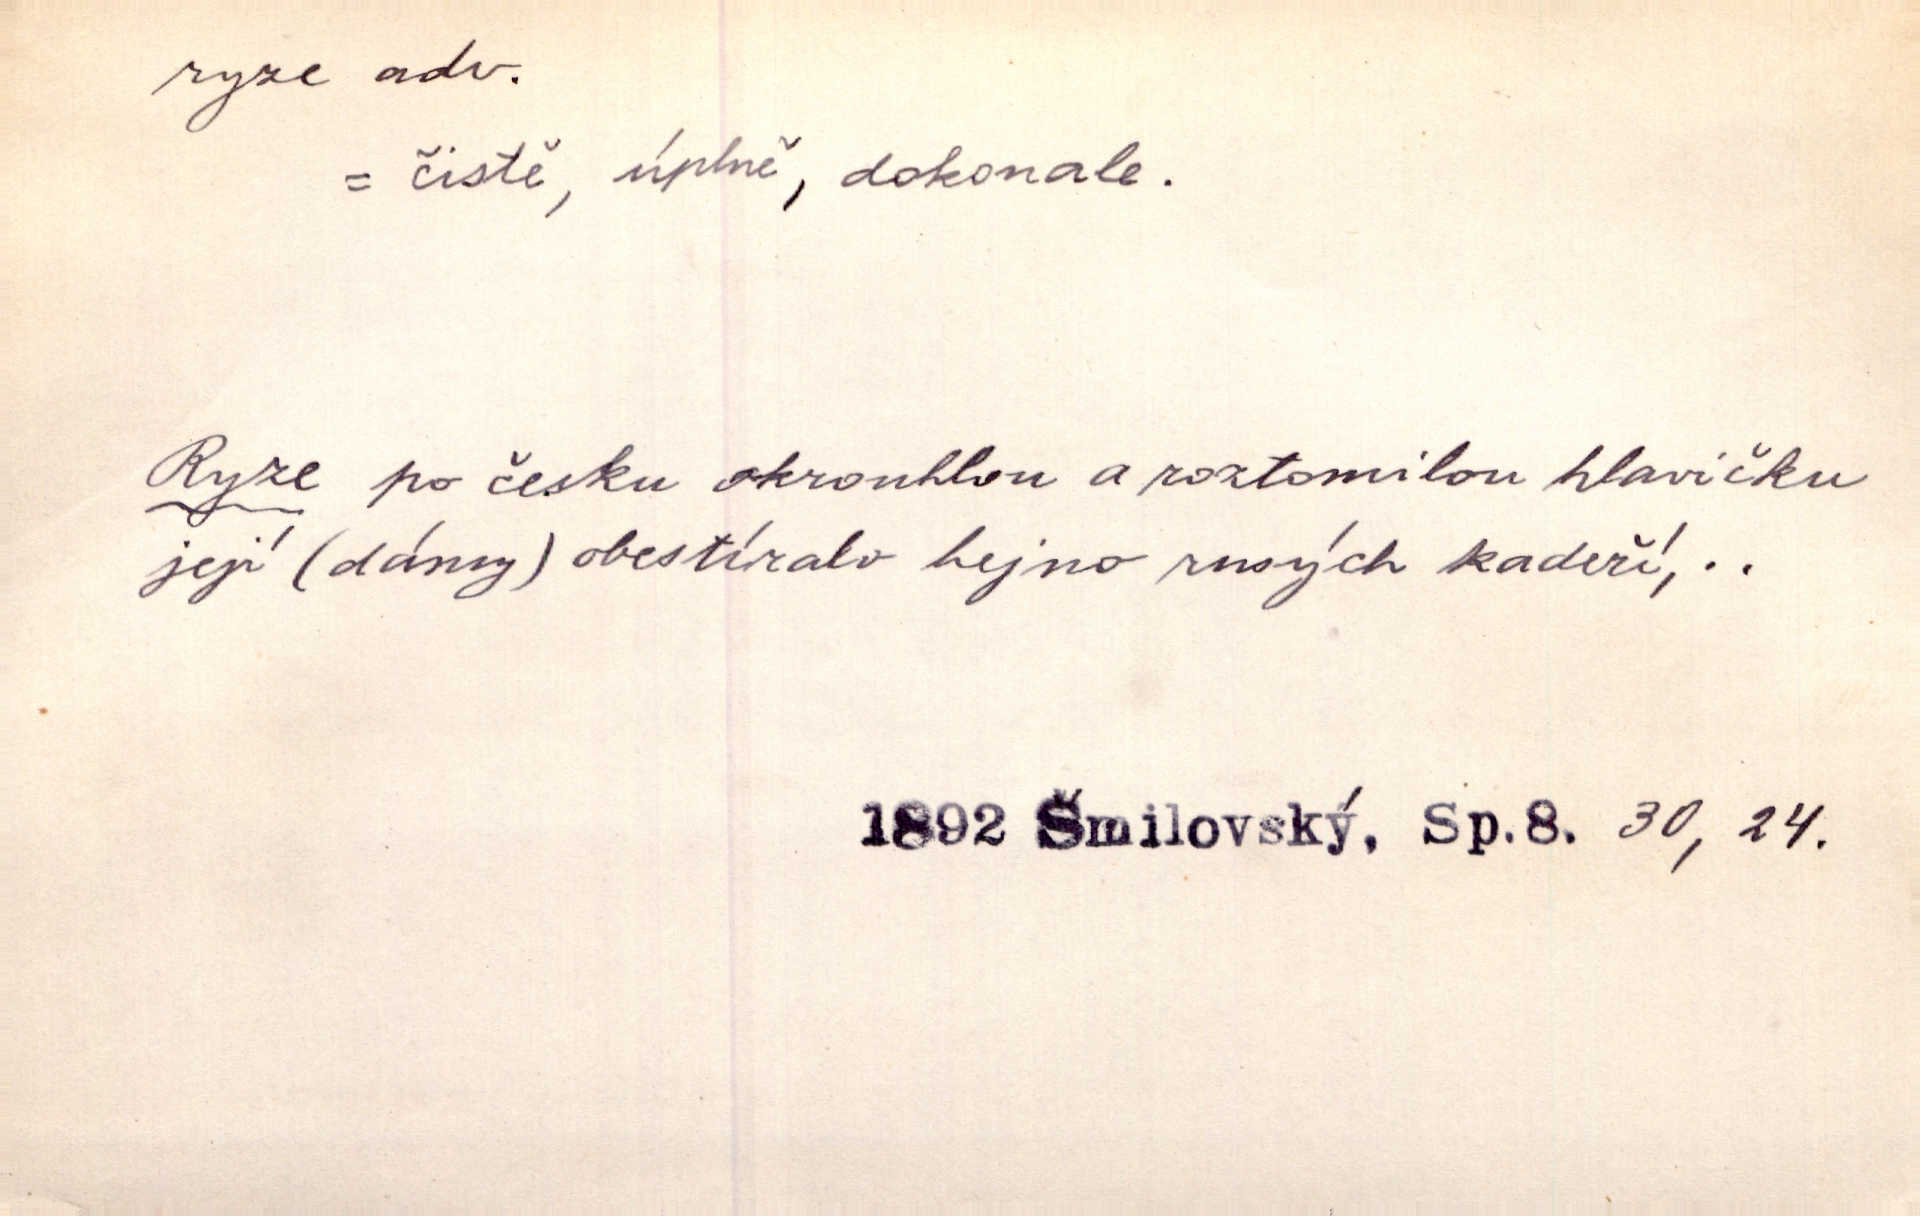 ryze adv.
= čistě, úplně, dokonale.
Ryze po česku okrouhlou a roztomilou hlavičku
její (dámy) obestíralo hejno rusých kadeří, ..
1892 Šmilovský, Sp.8. 30, 24.